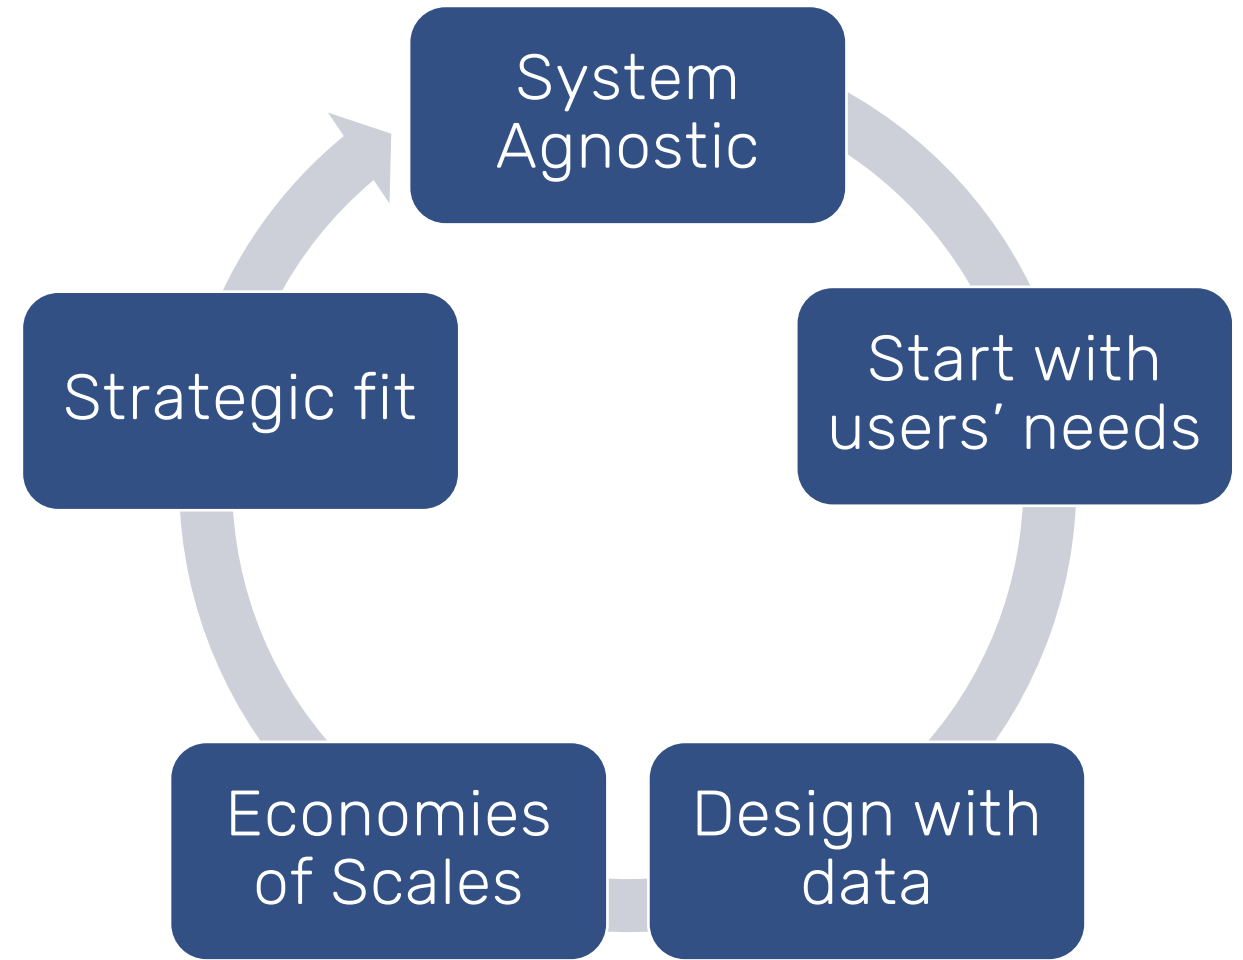 System
Agnostic
Start with
users’ needs
Design with
data
Economies
of Scales
Strategic fit